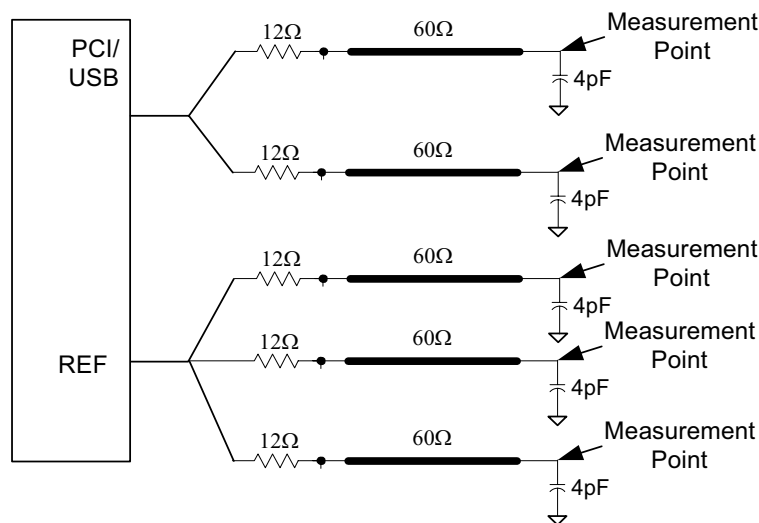 PCI/
USB
12Ω
60Ω
Measurement
Point
4pF
12Ω
60Ω
Measurement
Point
4pF
12Ω
60Ω
Measurement
Point
4pF
REF
12Ω
60Ω
Measurement
Point
4pF
12Ω
60Ω
Measurement
Point
4pF